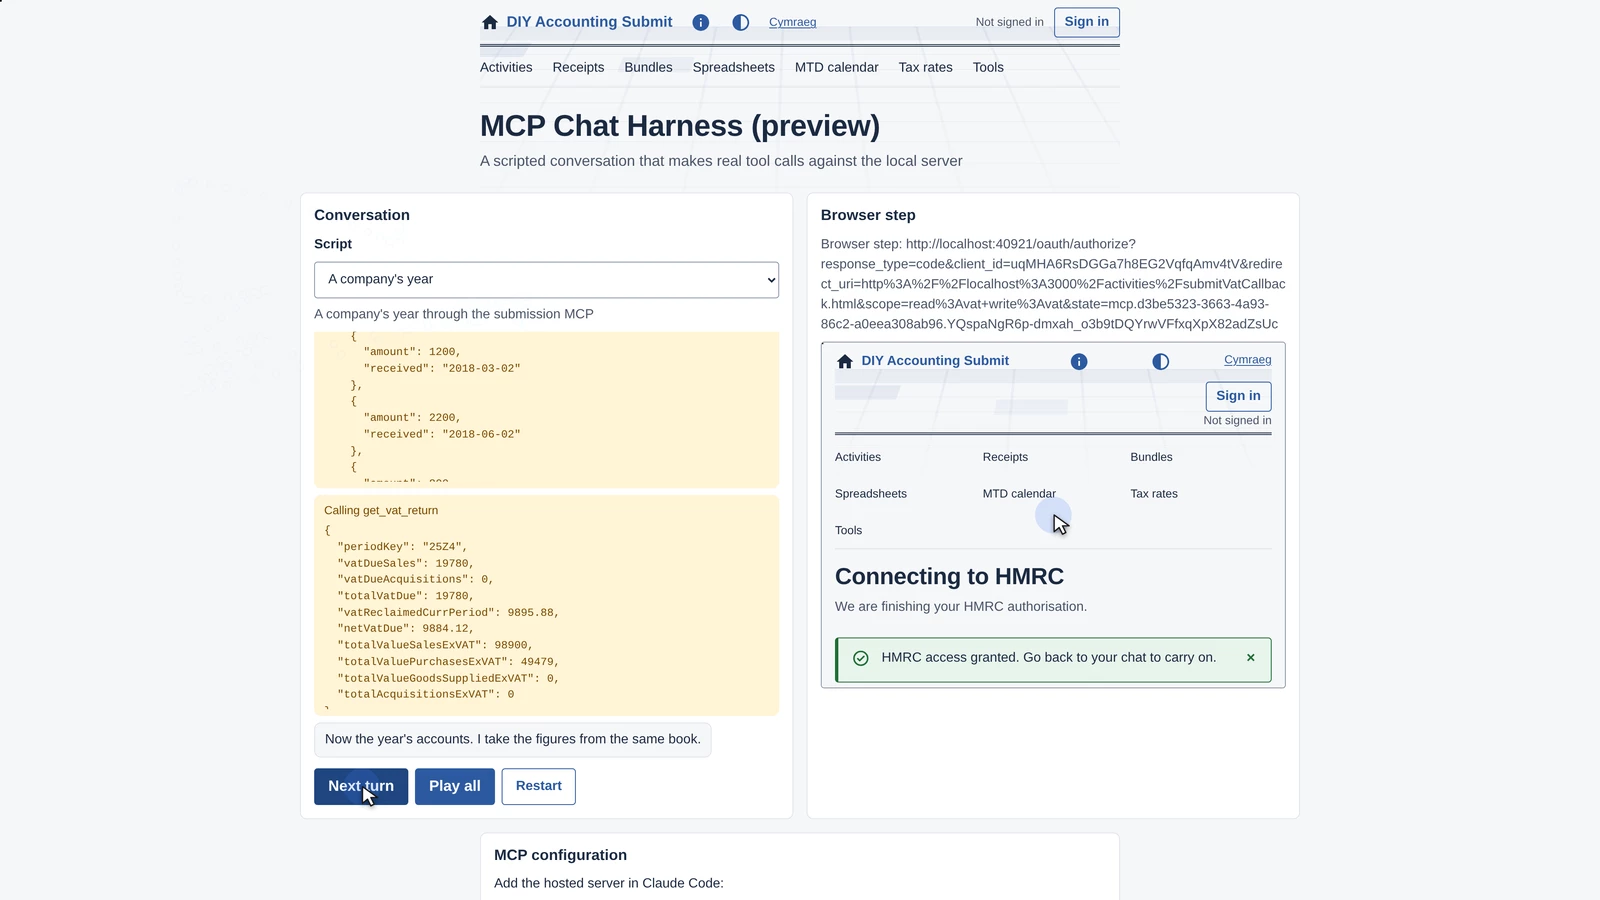 DIY Accounting Submit
Cymraeg
Not signed in
Sign in
Activities
Receipts
Bundles
Spreadsheets
MTD calendar
Tax rates
Tools
MCP Chat Harness (preview)
A scripted conversation that makes real tool calls against the local server
Conversation
Script
A company's year
A company's year through the submission MCP
{
"amount": 1200,
"received": "2018-03-02"
},
{
"amount": 2200,
"received": "2018-06-02"
},
{
Calling get_vat_return
{
"periodKey": "25Z4",
"vatDueSales": 19780,
"vatDueAcquisitions": 0,
"totalVatDue": 19780,
"vatReclaimedCurrPeriod": 9895.88,
"netVatDue": 9884.12,
"totalValueSalesExVAT": 98900,
"totalValuePurchasesExVAT": 49479,
"totalValueGoodsSuppliedExVAT": 0,
"totalAcquisitionsExVAT": 0
Now the year's accounts. I take the figures from the same book.
Next turn
Play all
Restart
Browser step
Browser step: http://localhost:40921/oauth/authorize?
response_type=code&client_id=uqMHA6RsDGGa7h8EG2VqfqAmv4tV&redire
ct_uri=http%3A%2F%2Flocalhost%3A3000%2Factivities%2FsubmitVatCallbac
k.html&scope=read%3Avat+write%3Avat&state=mcp.d3be5323-3663-4a93-
86c2-a0eea308ab96.YQspaNgR6p-dmxah_o3b9tDQYrwVFfxqXpX82adZsUc
DIY Accounting Submit
Cymraeg
Sign in
Not signed in
Activities
Receipts
Bundles
Spreadsheets
MTD calendar
Tax rates
Tools
Connecting to HMRC
We are finishing your HMRC authorisation.
HMRC access granted. Go back to your chat to carry on.
MCP configuration
Add the hosted server in Claude Code: